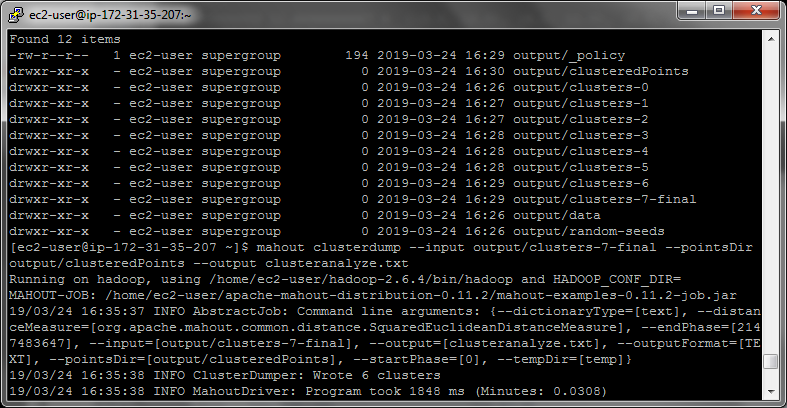 ec2-user@ip-172-31-35-207:~
Found 12 items
-rw-r--r--   1 ec2-user supergroup        194 2019-03-24 16:29 output/_policy
drwxr-xr-x   - ec2-user supergroup          0 2019-03-24 16:30 output/clusteredPoints
drwxr-xr-x   - ec2-user supergroup          0 2019-03-24 16:26 output/clusters-0
drwxr-xr-x   - ec2-user supergroup          0 2019-03-24 16:27 output/clusters-1
drwxr-xr-x   - ec2-user supergroup          0 2019-03-24 16:27 output/clusters-2
drwxr-xr-x   - ec2-user supergroup          0 2019-03-24 16:28 output/clusters-3
drwxr-xr-x   - ec2-user supergroup          0 2019-03-24 16:28 output/clusters-4
drwxr-xr-x   - ec2-user supergroup          0 2019-03-24 16:28 output/clusters-5
drwxr-xr-x   - ec2-user supergroup          0 2019-03-24 16:29 output/clusters-6
drwxr-xr-x   - ec2-user supergroup          0 2019-03-24 16:29 output/clusters-7-final
drwxr-xr-x   - ec2-user supergroup          0 2019-03-24 16:26 output/data
drwxr-xr-x   - ec2-user supergroup          0 2019-03-24 16:26 output/random-seeds
[ec2-user@ip-172-31-35-207 ~]$ mahout clusterdump --input output/clusters-7-final --pointsDir
output/clusteredPoints --output clusteranalyze.txt
Running on hadoop, using /home/ec2-user/hadoop-2.6.4/bin/hadoop and HADOOP_CONF_DIR=
MAHOUT-JOB: /home/ec2-user/apache-mahout-distribution-0.11.2/mahout-examples-0.11.2-job.jar
19/03/24 16:35:37 INFO AbstractJob: Command line arguments: {--dictionaryType=[text], --distan
ceMeasure=[org.apache.mahout.common.distance.SquaredEuclideanDistanceMeasure], --endPhase=[214
7483647], --input=[output/clusters-7-final], --output=[clusteranalyze.txt], --outputFormat=[TE
XT], --pointsDir=[output/clusteredPoints], --startPhase=[0], --tempDir=[temp]}
19/03/24 16:35:38 INFO ClusterDumper: Wrote 6 clusters
19/03/24 16:35:38 INFO MahoutDriver: Program took 1848 ms (Minutes: 0.0308)